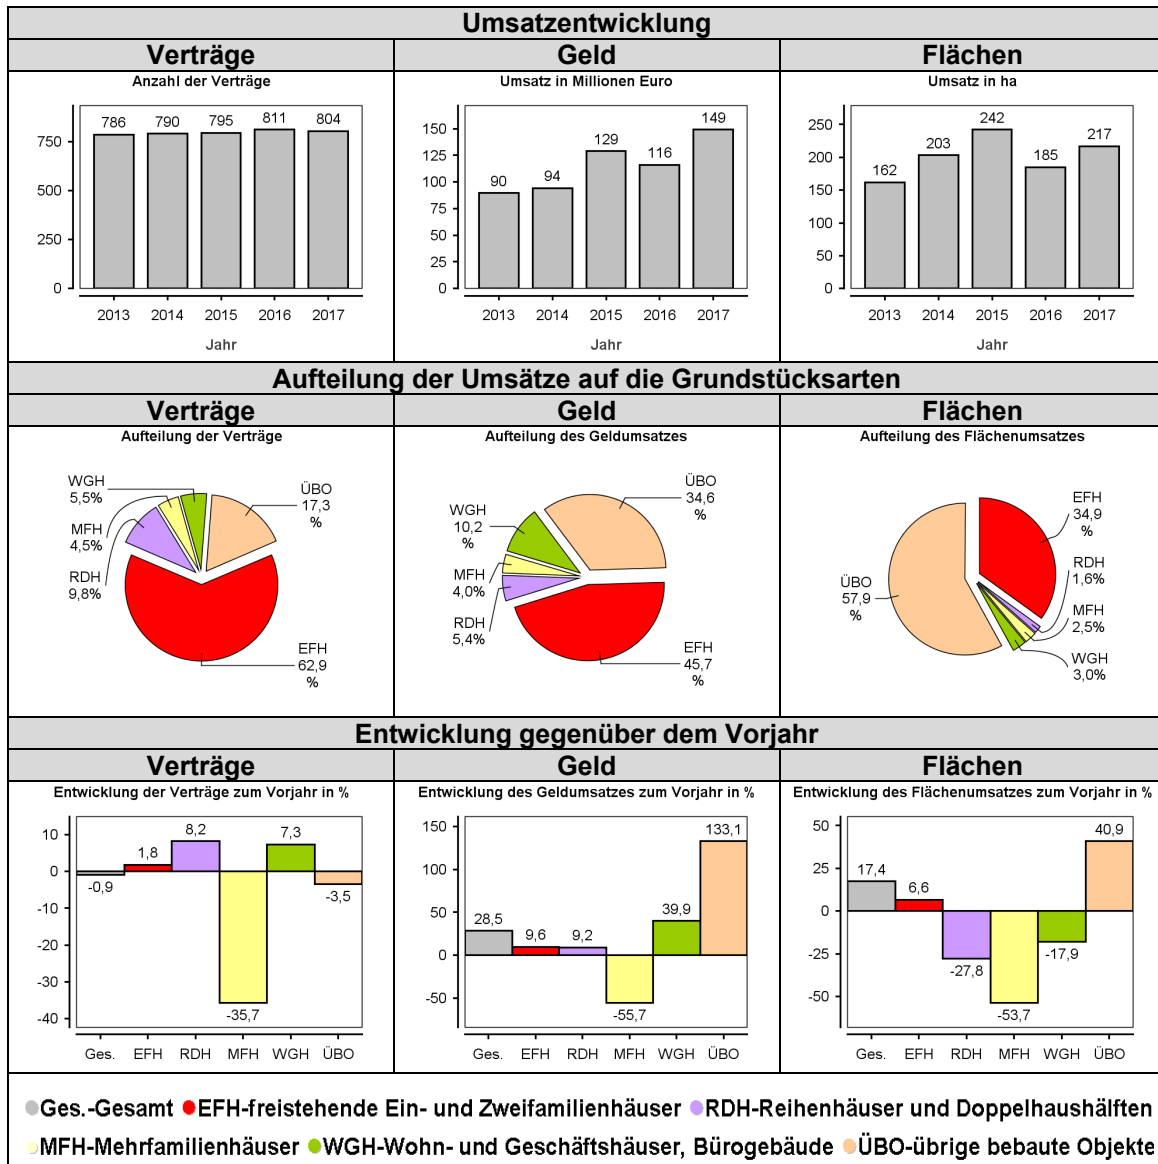 Umsatzentwicklung
Verträge
Geld
Flächen
Anzahl der Verträge
786
790
795
811
804
750
500
250
0
2013
2014
2015
2016
2017
Jahr
Umsatz in Millionen Euro
150
125
100
75
50
25
0
90
94
129
116
149
2013
2014
2015
2016
2017
Jahr
Umsatz in ha
250
200
150
100
50
0
162
203
242
185
217
2013
2014
2015
2016
2017
Jahr
Aufteilung der Umsätze auf die Grundstücksarten
Verträge
Geld
Flächen
Aufteilung der Verträge
WGH
5,5%
MFH
4,5%
RDH
9,8%
ÜBO
17,3
%
EFH
62,9
%
Aufteilung des Geldumsatzes
ÜBO
34,6
%
WGH
10,2
%
MFH
4,0%
RDH
5,4%
EFH
45,7
%
Aufteilung des Flächenumsatzes
EFH
34,9
%
RDH
1,6%
MFH
2,5%
WGH
3,0%
ÜBO
57,9
%
Entwicklung gegenüber dem Vorjahr
Verträge
Geld
Flächen
Entwicklung der Verträge zum Vorjahr in %
10
0
-10
-20
-30
-40
-0,9
1,8
8,2
-35,7
7,3
-3,5
Ges.
EFH
RDH
MFH
WGH
ÜBO
Entwicklung des Geldumsatzes zum Vorjahr in %
150
100
50
0
-50
28,5
9,6
9,2
-55,7
39,9
133,1
Ges.
EFH
RDH
MFH
WGH
ÜBO
Entwicklung des Flächenumsatzes zum Vorjahr in %
50
25
0
-25
-50
17,4
6,6
-27,8
-53,7
-17,9
40,9
Ges.
EFH
RDH
MFH
WGH
ÜBO
Ges.-Gesamt EFH-freistehende Ein- und Zweifamilienhäuser RDH-Reihenhäuser und Doppelhaushälften
MFH-Mehrfamilienhäuser WGH-Wohn- und Geschäftshäuser, Bürogebäude ÜBO-übrige bebaute Objekte